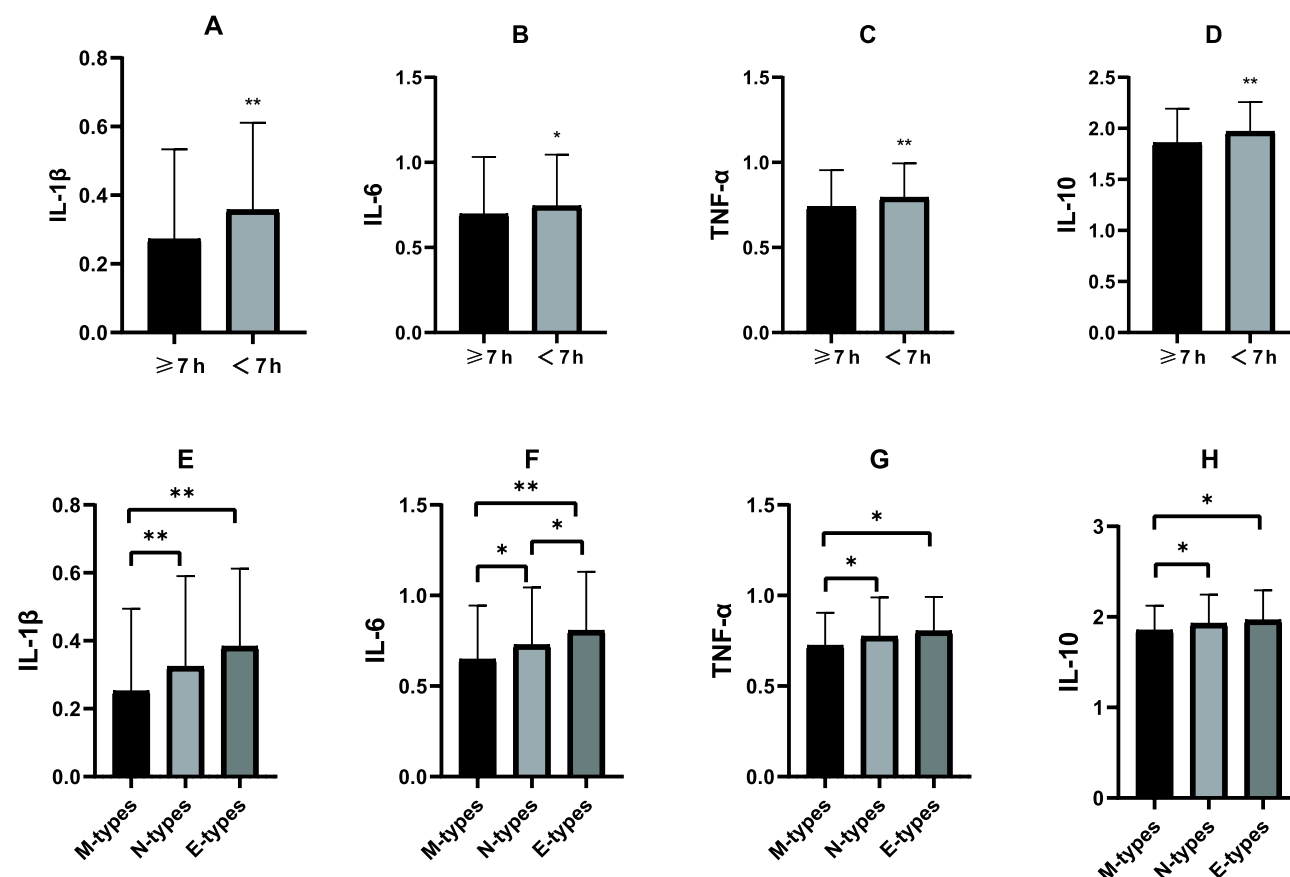 A
IL-1β
0.8
0.6
0.4
0.2
0.0
**
≥7 h
<7 h
B
IL-6
1.5
1.0
0.5
0.0
*
≥7 h
<7 h
C
TNF-α
1.5
1.0
0.5
0.0
**
≥7 h
<7 h
D
IL-10
2.5
2.0
1.5
1.0
0.5
0.0
**
≥7 h
<7 h
E
IL-1β
0.8
0.6
0.4
0.2
0.0
**
**
M-types
N-types
E-types
F
IL-6
1.5
1.0
0.5
0.0
**
*
*
M-types
N-types
E-types
G
TNF-α
1.5
1.0
0.5
0.0
*
*
M-types
N-types
E-types
H
IL-10
3
2
1
0
*
*
M-types
N-types
E-types